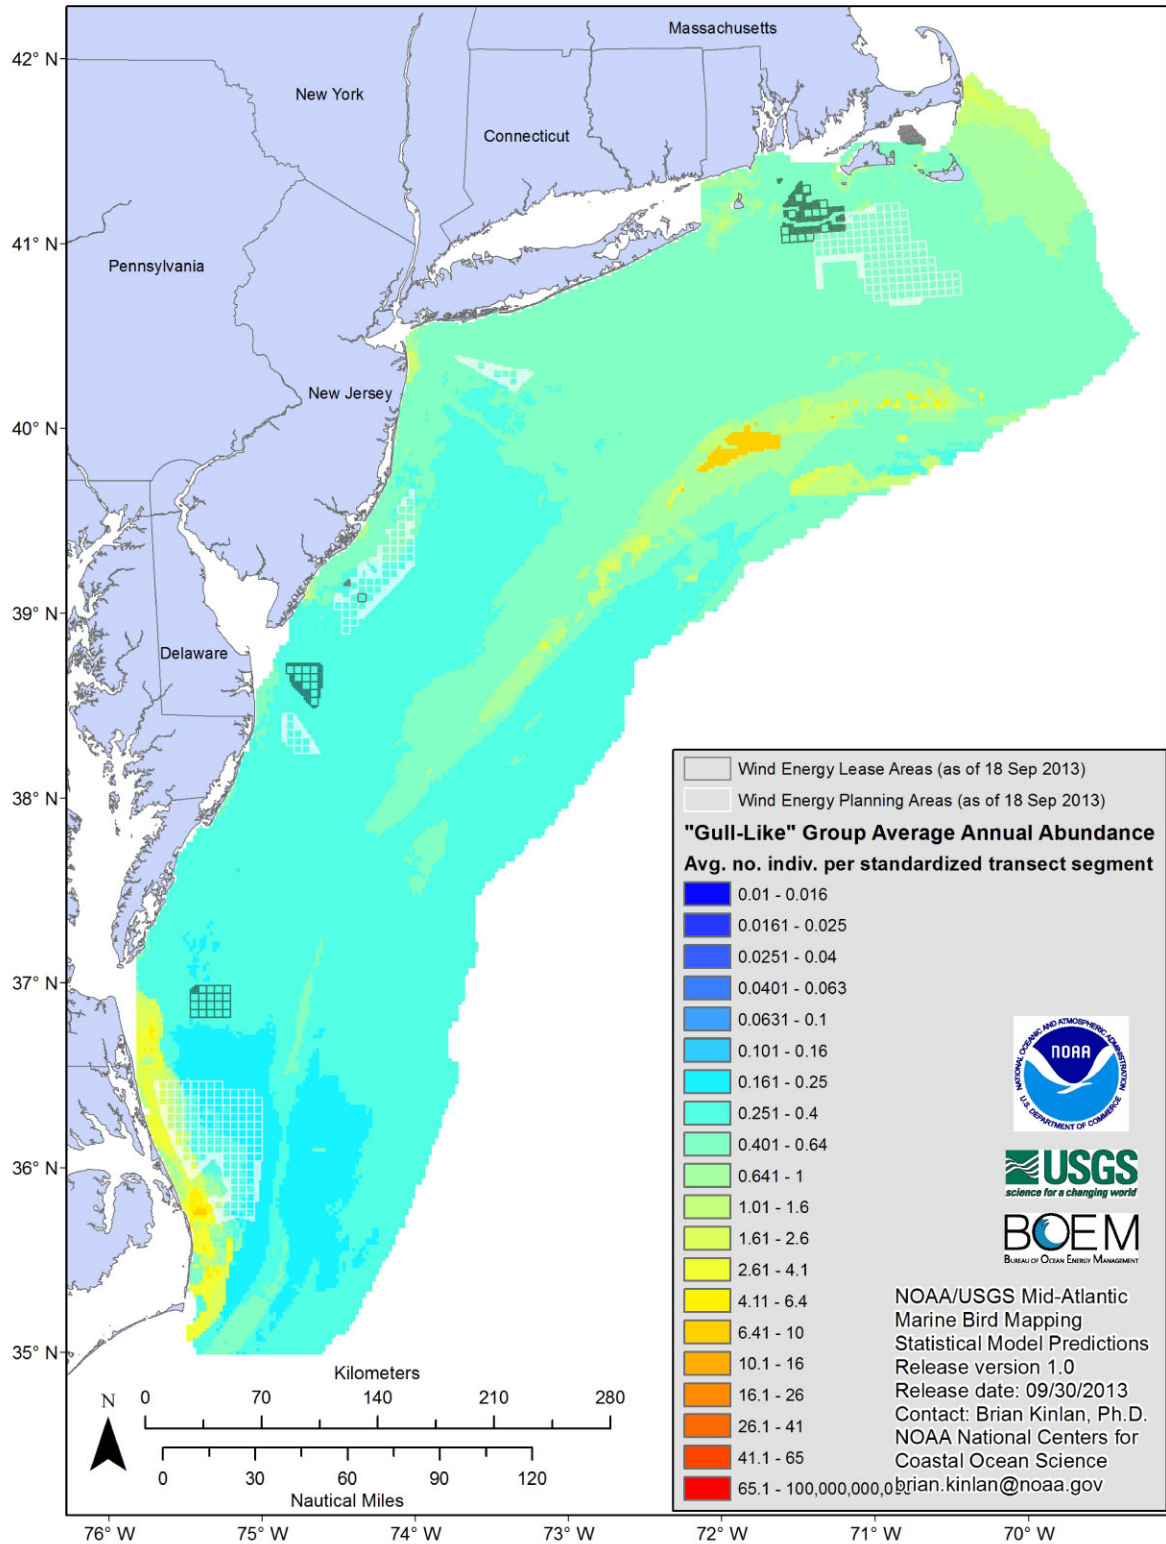 Massachusetts
42° N
New York
Connecticut
41° N
Pennsylvania
New Jersey
40° N
39° N
Delaware
38° N
37° N
36° N
35° N
Wind Energy Lease Areas (as of 18 Sep 2013)
Wind Energy Planning Areas (as of 18 Sep 2013)
"Gull-Like" Group Average Annual Abundance
Avg. no. indiv. per standardized transect segment
0.01 - 0.016
0.0161 - 0.025
0.0251 - 0.04
0.0401 - 0.063
0.0631 - 0.1
0.101 - 0.16
0.161 - 0.25
0.251 - 0.4
0.401 - 0.64
0.641 - 1
1.01 - 1.6
1.61 - 2.6
2.61 - 4.1
4.11 - 6.4
6.41 - 10
10.1 - 16
16.1 - 26
26.1 - 41
41.1 - 65
65.1 - 100,000,000,0
NATIONAL OCEANIC AND ATMOSPHERIC ADMINISTRATION
NOAA
U.S. DEPARTMENT OF COMMERCE
USGS
science for a changing world
BOEM
BUREAU OF OCEAN ENERGY MANAGEMENT
NOAA/USGS Mid-Atlantic
Marine Bird Mapping
Statistical Model Predictions
Release version 1.0
Release date: 09/30/2013
Contact: Brian Kinlan, Ph.D.
NOAA National Centers for
Coastal Ocean Science
brian.kinlan@noaa.gov
Kilometers
N
0 70 140 210 280
0 30 60 90 120
Nautical Miles
76° W 75° W 74° W 73° W 72° W 71° W 70° W